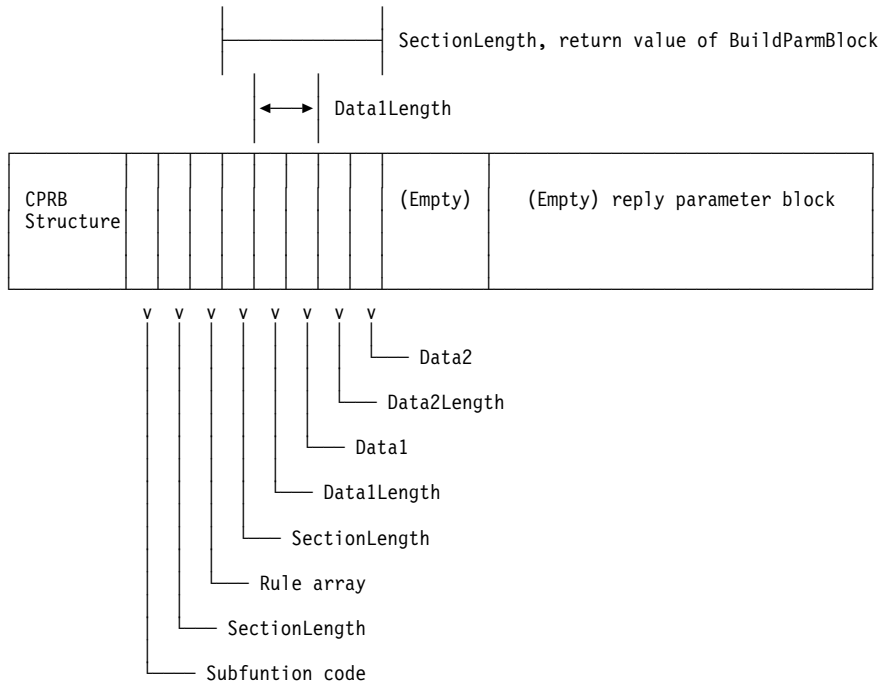 SectionLength, return value of BuildParmBlock
Data1Length
CPRB
Structure
(Empty)
(Empty) reply parameter block
v v v v v v v v
Data2
Data2Length
Data1
Data1Length
SectionLength
Rule array
SectionLength
Subfuntion code